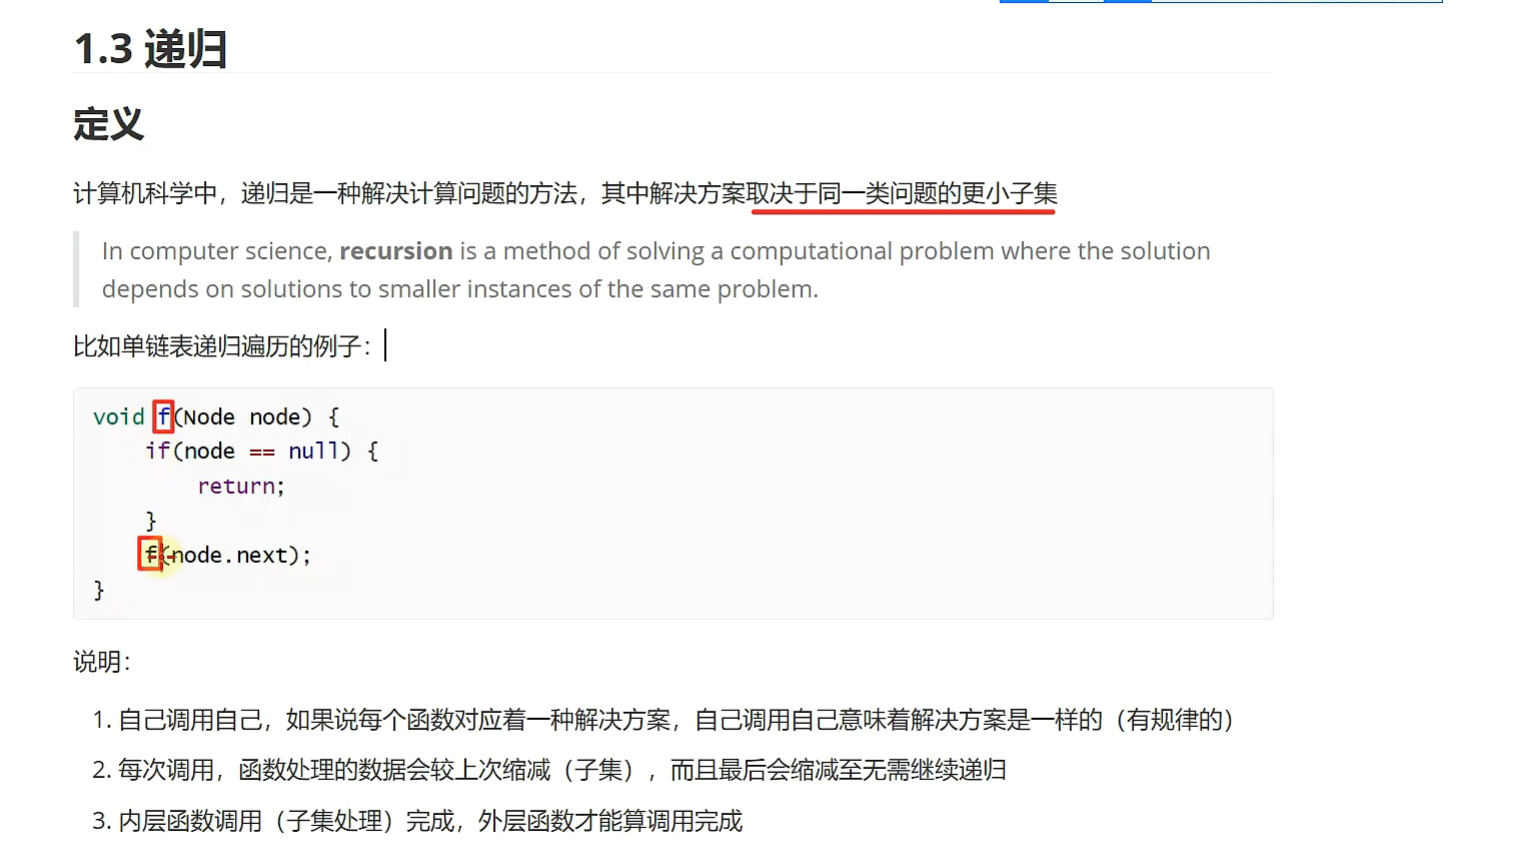 1.3 递归
定义
计算机科学中，递归是一种解决计算问题的方法，其中解决方案取决于同一类问题的更小子集
In computer science, recursion is a method of solving a computational problem where the solution
depends on solutions to smaller instances of the same problem.
比如单链表递归遍历的例子：
void f(Node node) {
    if(node == null) {
        return;
    }
    f(node.next);
}
说明：
1. 自己调用自己，如果说每个函数对应着一种解决方案，自己调用自己意味着解决方案是一样的（有规律的）
2. 每次调用，函数处理的数据会较上次缩减（子集），而且最后会缩减至无需继续递归
3. 内层函数调用（子集处理）完成，外层函数才能算调用完成